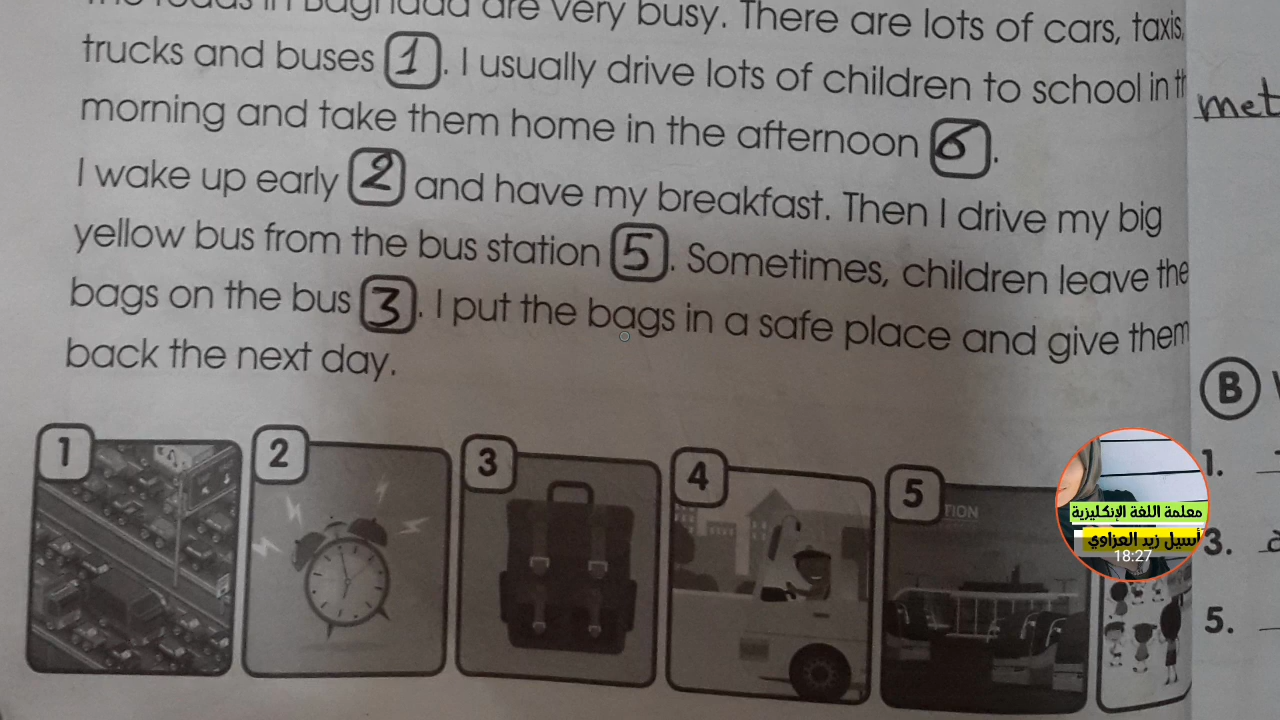 roads in Baghdad are very busy. There are lots of cars, taxis,
trucks and buses 1. I usually drive lots of children to school in
morning and take them home in the afternoon 6.
I wake up early 2 and have my breakfast. Then I drive my big
yellow bus from the bus station 5. Sometimes, children leave the
bags on the bus 3. I put the bags in a safe place and give them
back the next day.
1 2 3 4 5
TION
met
B
1.
3.
5.
معلمة اللغة الإنكليزية
أسيل زيد العزاوي
18:27